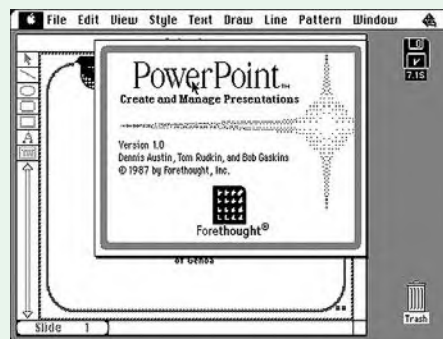 File Edit View Style Text Draw Line Pattern Window
7.1S
PowerPoint™
Create and Manage Presentations
Version 1.0
Dennis Austin, Tom Rudkin, and Bob Gaskins
© 1987 by Forethought, Inc.
Forethought®
of Genoa
A
Trash
Slide 1